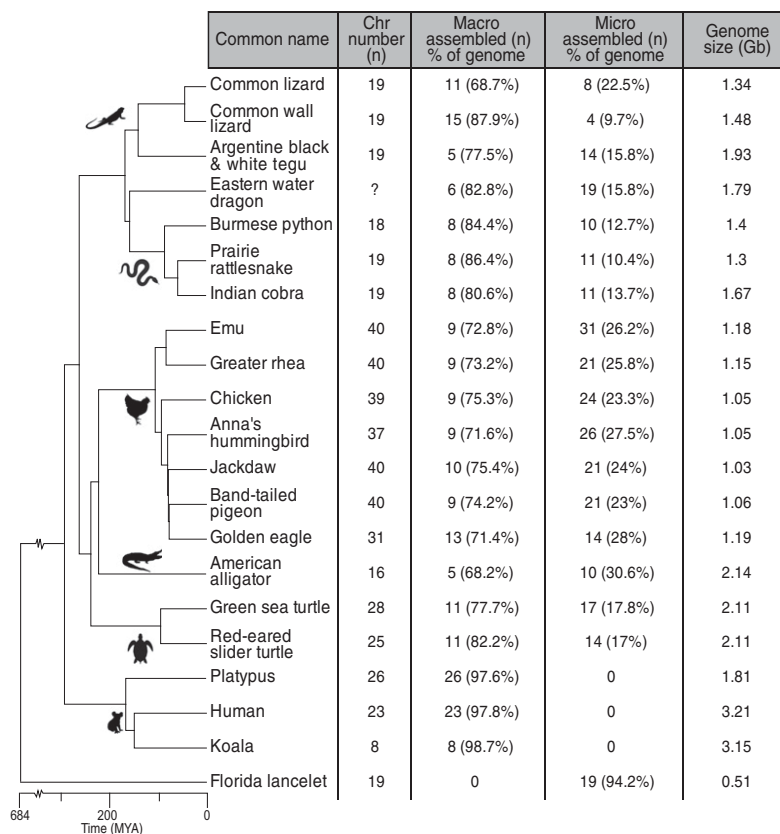 Common name	Chr number (n)	Macro assembled (n) % of genome	Micro assembled (n) % of genome	Genome size (Gb)
Common lizard	19	11 (68.7%)	8 (22.5%)	1.34
Common wall lizard	19	15 (87.9%)	4 (9.7%)	1.48
Argentine black & white tegu	19	5 (77.5%)	14 (15.8%)	1.93
Eastern water dragon	?	6 (82.8%)	19 (15.8%)	1.79
Burmese python	18	8 (84.4%)	10 (12.7%)	1.4
Prairie rattlesnake	19	8 (86.4%)	11 (10.4%)	1.3
Indian cobra	19	8 (80.6%)	11 (13.7%)	1.67
Emu	40	9 (72.8%)	31 (26.2%)	1.18
Greater rhea	40	9 (73.2%)	21 (25.8%)	1.15
Chicken	39	9 (75.3%)	24 (23.3%)	1.05
Anna's hummingbird	37	9 (71.6%)	26 (27.5%)	1.05
Jackdaw	40	10 (75.4%)	21 (24%)	1.03
Band-tailed pigeon	40	9 (74.2%)	21 (23%)	1.06
Golden eagle	31	13 (71.4%)	14 (28%)	1.19
American alligator	16	5 (68.2%)	10 (30.6%)	2.14
Green sea turtle	28	11 (77.7%)	17 (17.8%)	2.11
Red-eared slider turtle	25	11 (82.2%)	14 (17%)	2.11
Platypus	26	26 (97.6%)	0	1.81
Human	23	23 (97.8%)	0	3.21
Koala	8	8 (98.7%)	0	3.15
Florida lancelet	19	0	19 (94.2%)	0.51
684	200	0
Time (MYA)